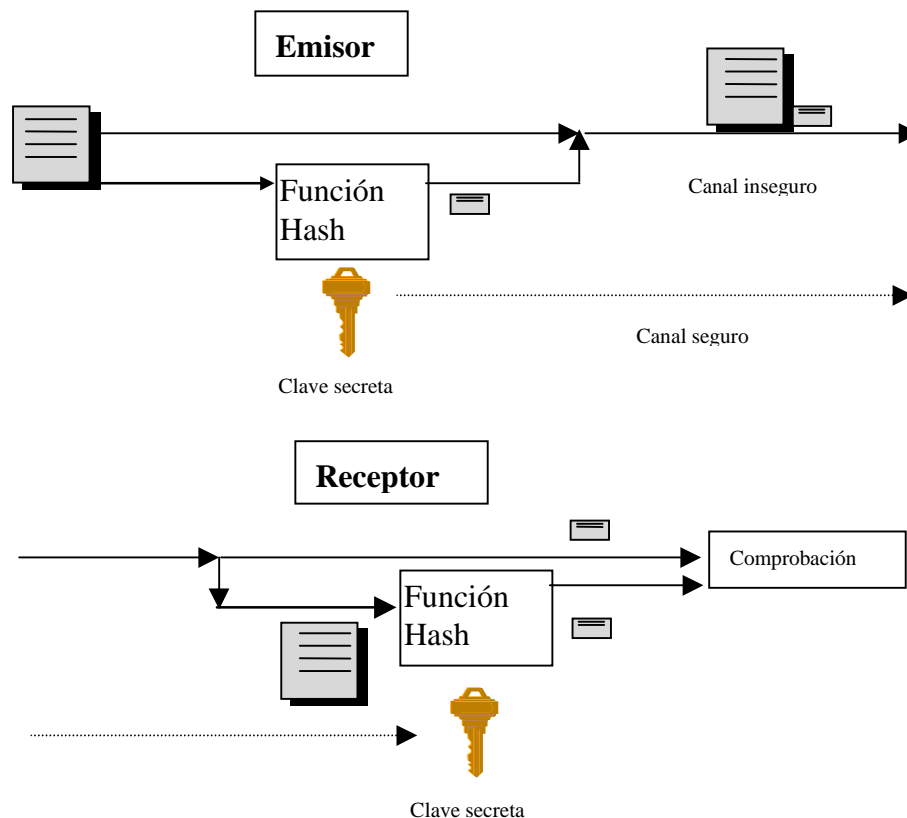 Emisor
Función
Hash
Canal inseguro
Canal seguro
Clave secreta
Receptor
Comprobación
Función
Hash
Clave secreta